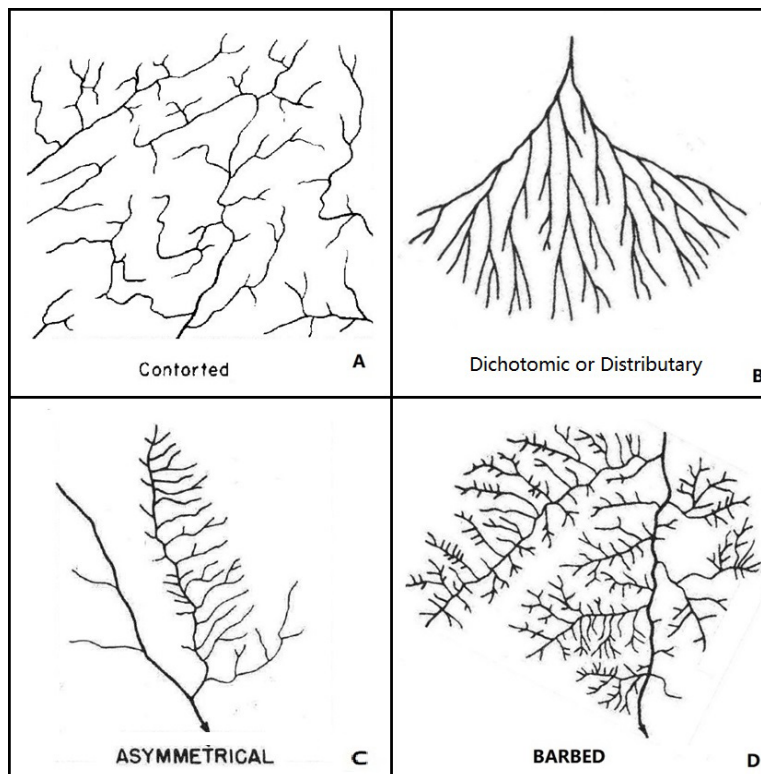 Contorted
A
Dichotomic or Distributary
B
ASYMMETRICAL
C
BARBED
D